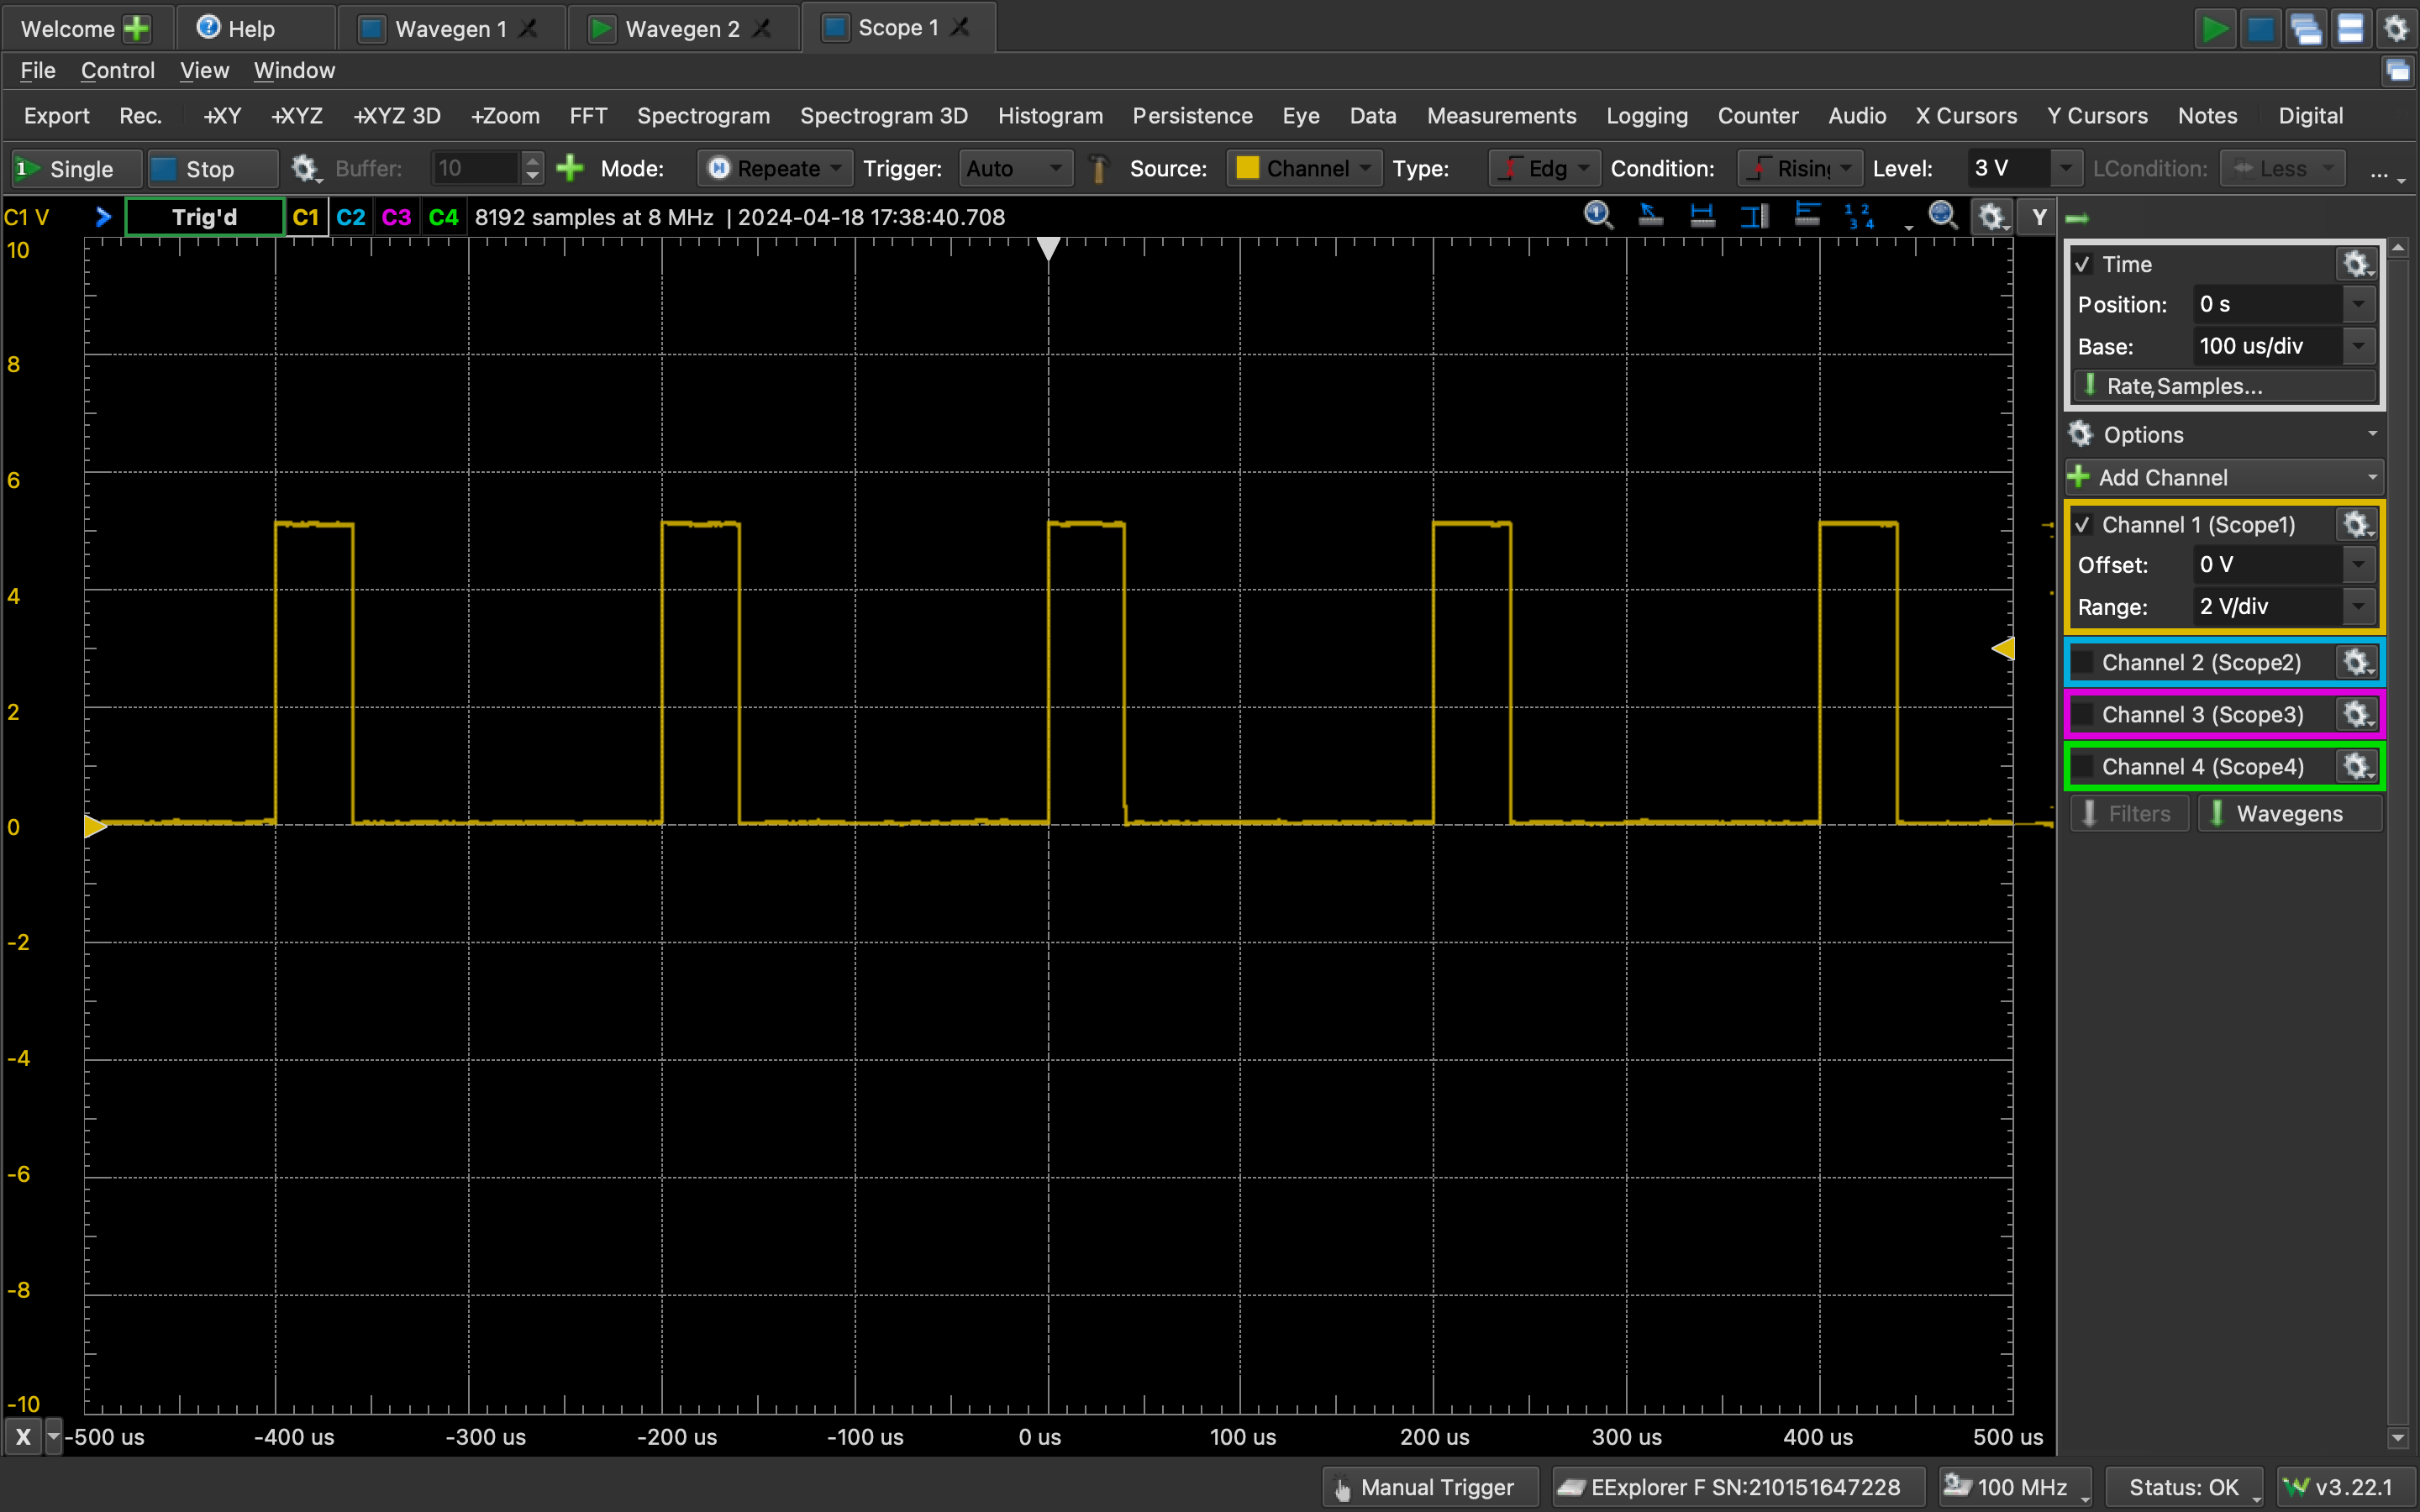 Welcome Help Wavegen 1 Wavegen 2 Scope 1
File Control View Window
Export Rec. +XY +XYZ +XYZ 3D +Zoom FFT Spectrogram Spectrogram 3D Histogram Persistence Eye Data Measurements Logging Counter Audio X Cursors Y Cursors Notes Digital
1 Single Stop Buffer: 10 Mode: Repeate Trigger: Auto Source: Channel Type: Edg Condition: Rising Level: 3 V LCondition: Less ...
C1 V Trig'd C1 C2 C3 C4 8192 samples at 8 MHz | 2024-04-18 17:38:40.708 Y
10
8
6
4
2
0
-2
-4
-6
-8
-10
X -500 us -400 us -300 us -200 us -100 us 0 us 100 us 200 us 300 us 400 us 500 us
Time
Position: 0 s
Base: 100 us/div
Rate,Samples...
Options
Add Channel
Channel 1 (Scope1)
Offset: 0 V
Range: 2 V/div
Channel 2 (Scope2)
Channel 3 (Scope3)
Channel 4 (Scope4)
Filters Wavegens
Manual Trigger EExplorer F SN:210151647228 100 MHz Status: OK v3.22.1